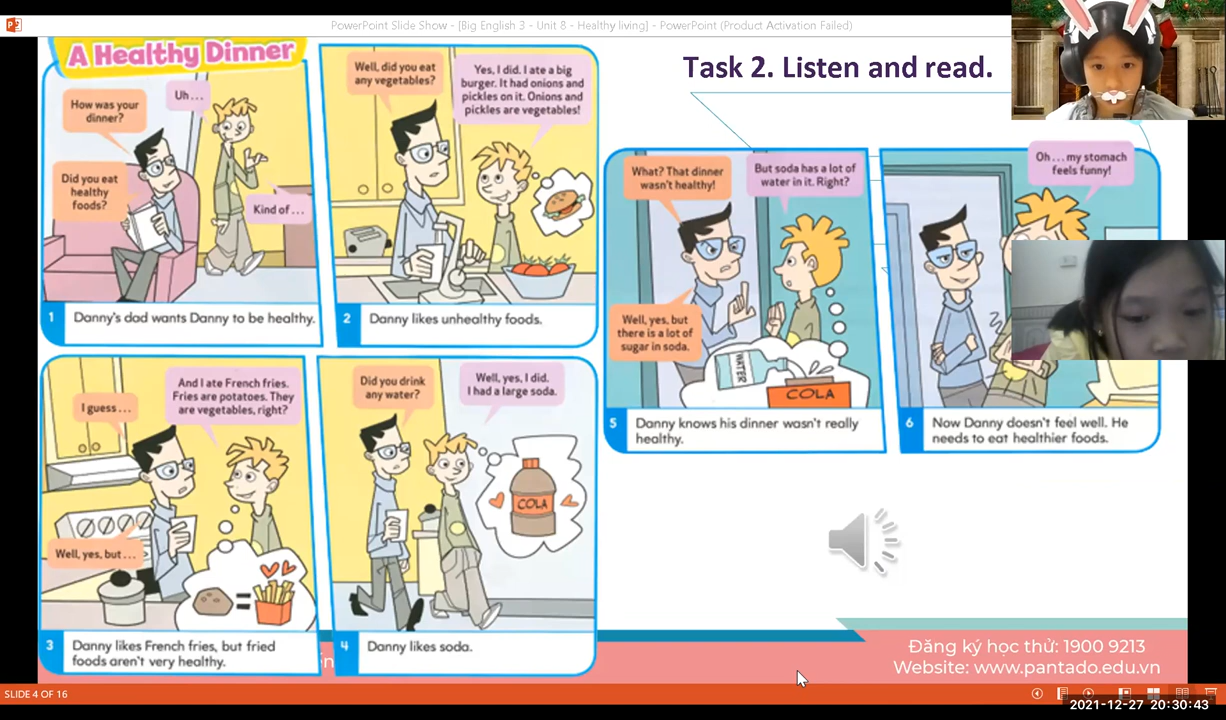 PowerPoint Slide Show - [Big English 3 - Unit 8 - Healthy living] - PowerPoint (Product Activation Failed)
Task 2. Listen and read.
A Healthy Dinner
How was your
dinner?
Uh...
Did you eat
healthy
foods?
Kind of...
1 Danny's dad wants Danny to be healthy.
Well, did you eat
any vegetables?
Yes, I did. I ate a big
burger. It had onions and
pickles on it. Onions and
pickles are vegetables!
2 Danny likes unhealthy foods.
I guess...
And I ate French fries.
Fries are potatoes. They
are vegetables, right?
Well, yes, but...
3 Danny likes French fries, but fried
foods aren't very healthy.
Did you drink
any water?
Well, yes, I did.
I had a large soda.
COLA
4 Danny likes soda.
What? That dinner
wasn't healthy!
But soda has a lot of
water in it. Right?
Well, yes, but
there is a lot of
sugar in soda.
WATER
COLA
5 Danny knows his dinner wasn't really
healthy.
Oh... my stomach
feels funny!
6 Now Danny doesn't feel well. He
needs to eat healthier foods.
Đăng ký học thử: 1900 9213
Website: www.pantado.edu.vn
SLIDE 4 OF 16
2021-12-27 20:30:43